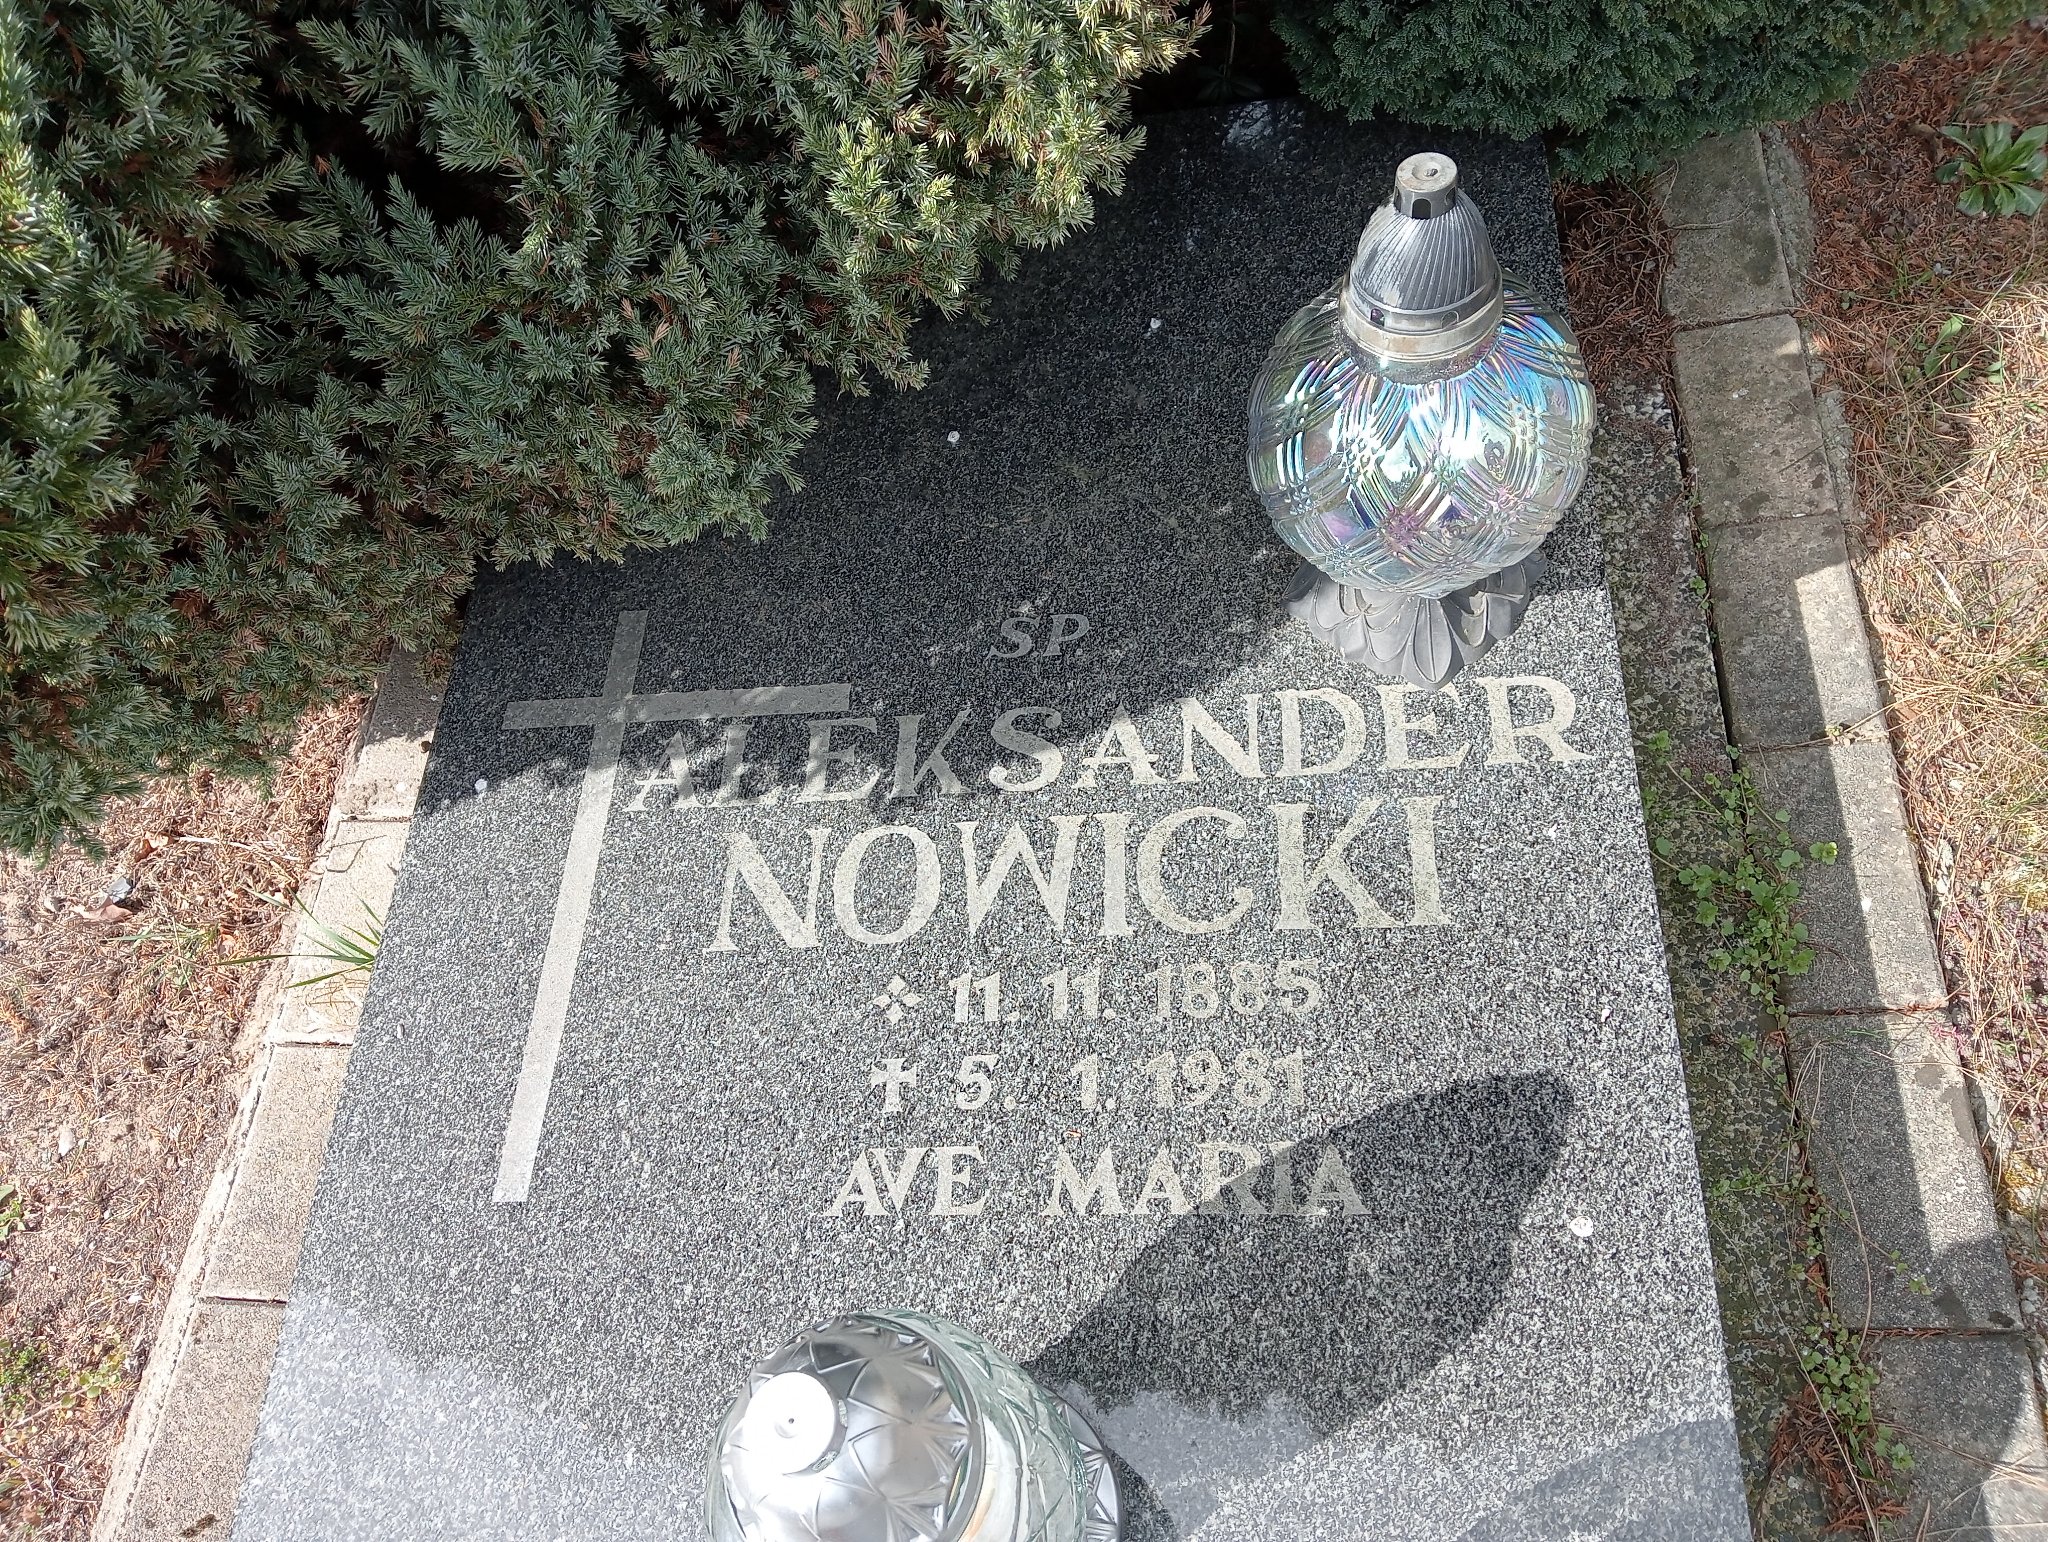 ŚP
ALEKSANDER
NOWICKI
11. 11. 1885
5. 1. 1981
AVE MARIA